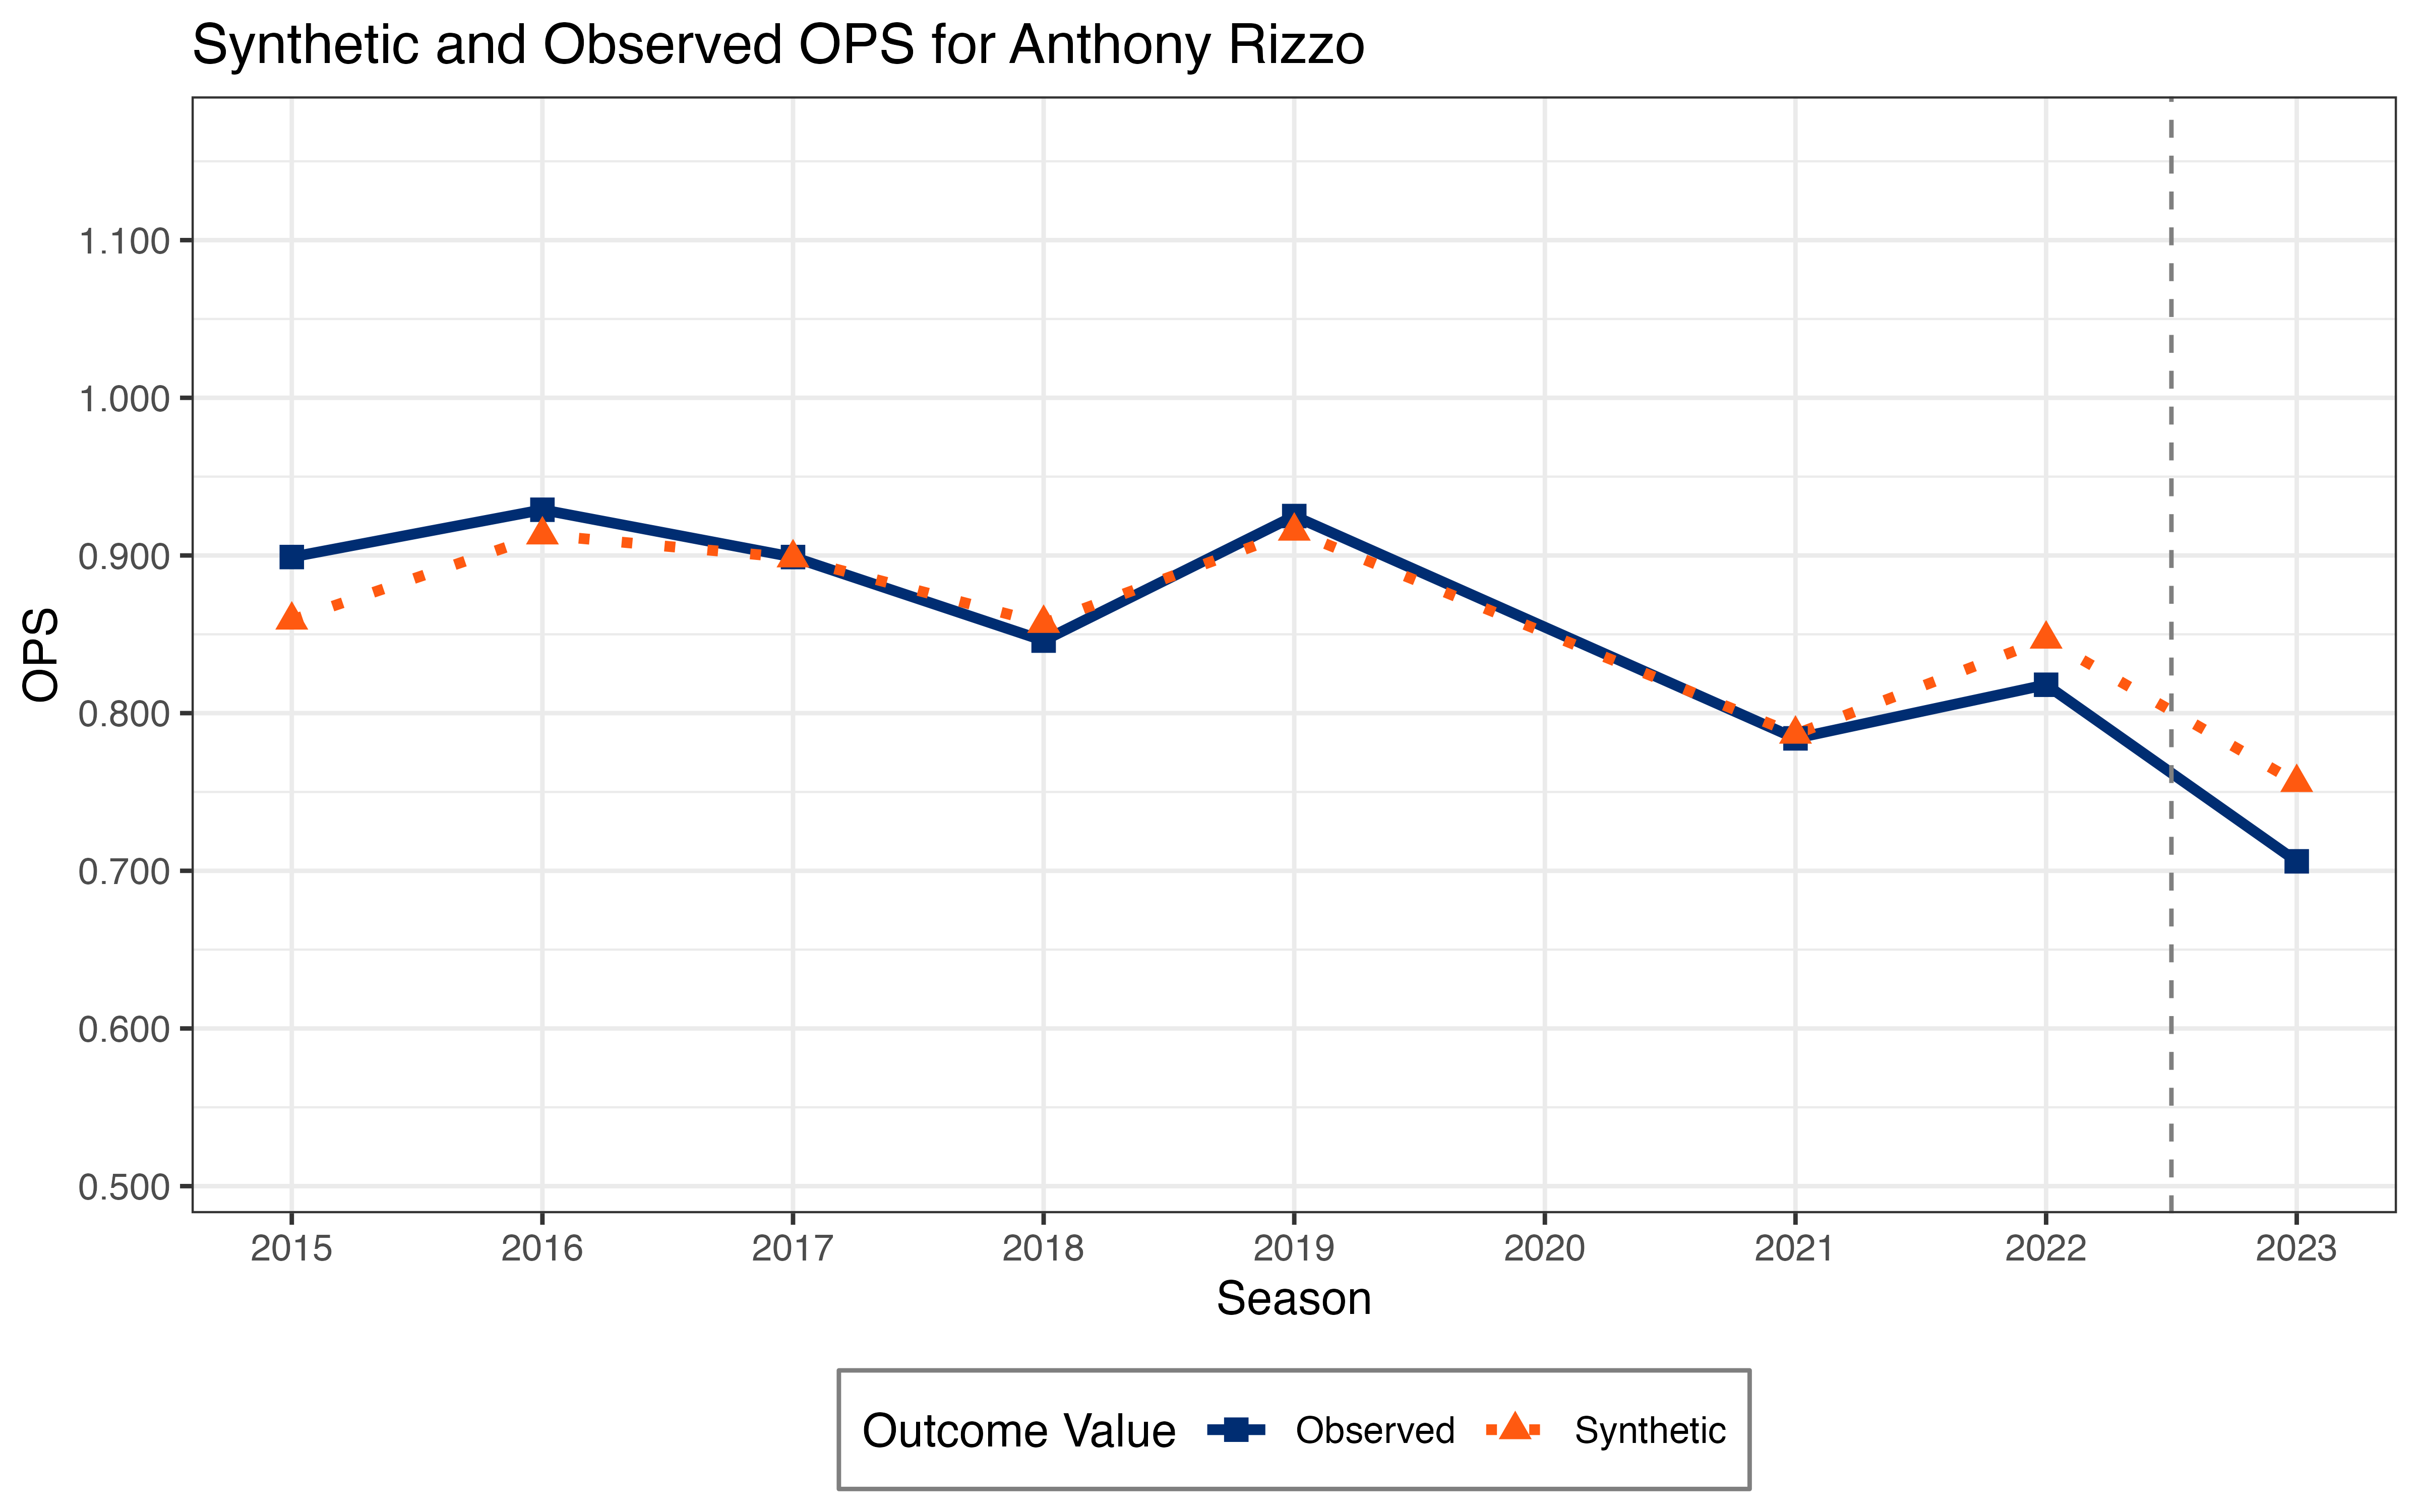 Synthetic and Observed OPS for Anthony Rizzo
OPS
1.100
1.000
0.900
0.800
0.700
0.600
0.500
2015 2016 2017 2018 2019 2020 2021 2022 2023
Season
Outcome Value Observed Synthetic